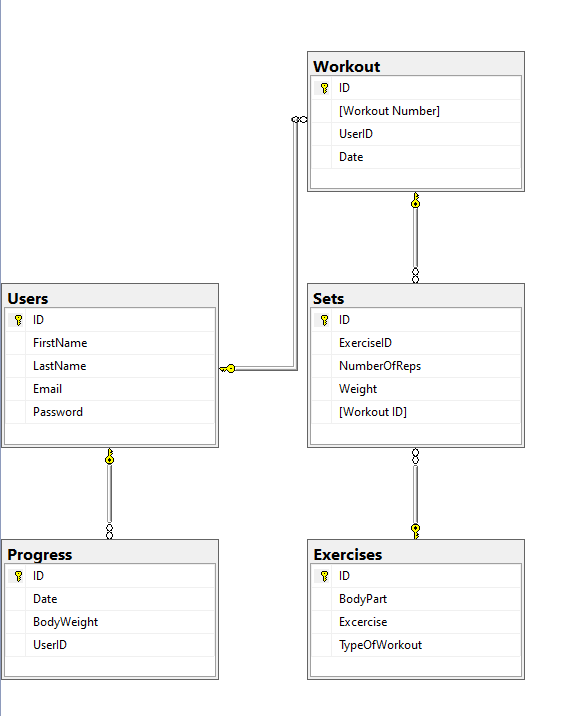 Workout
ID
[Workout Number]
UserID
Date
Users
ID
FirstName
LastName
Email
Password
Sets
ID
ExerciseID
NumberOfReps
Weight
[Workout ID]
Progress
ID
Date
BodyWeight
UserID
Exercises
ID
BodyPart
Excercise
TypeOfWorkout